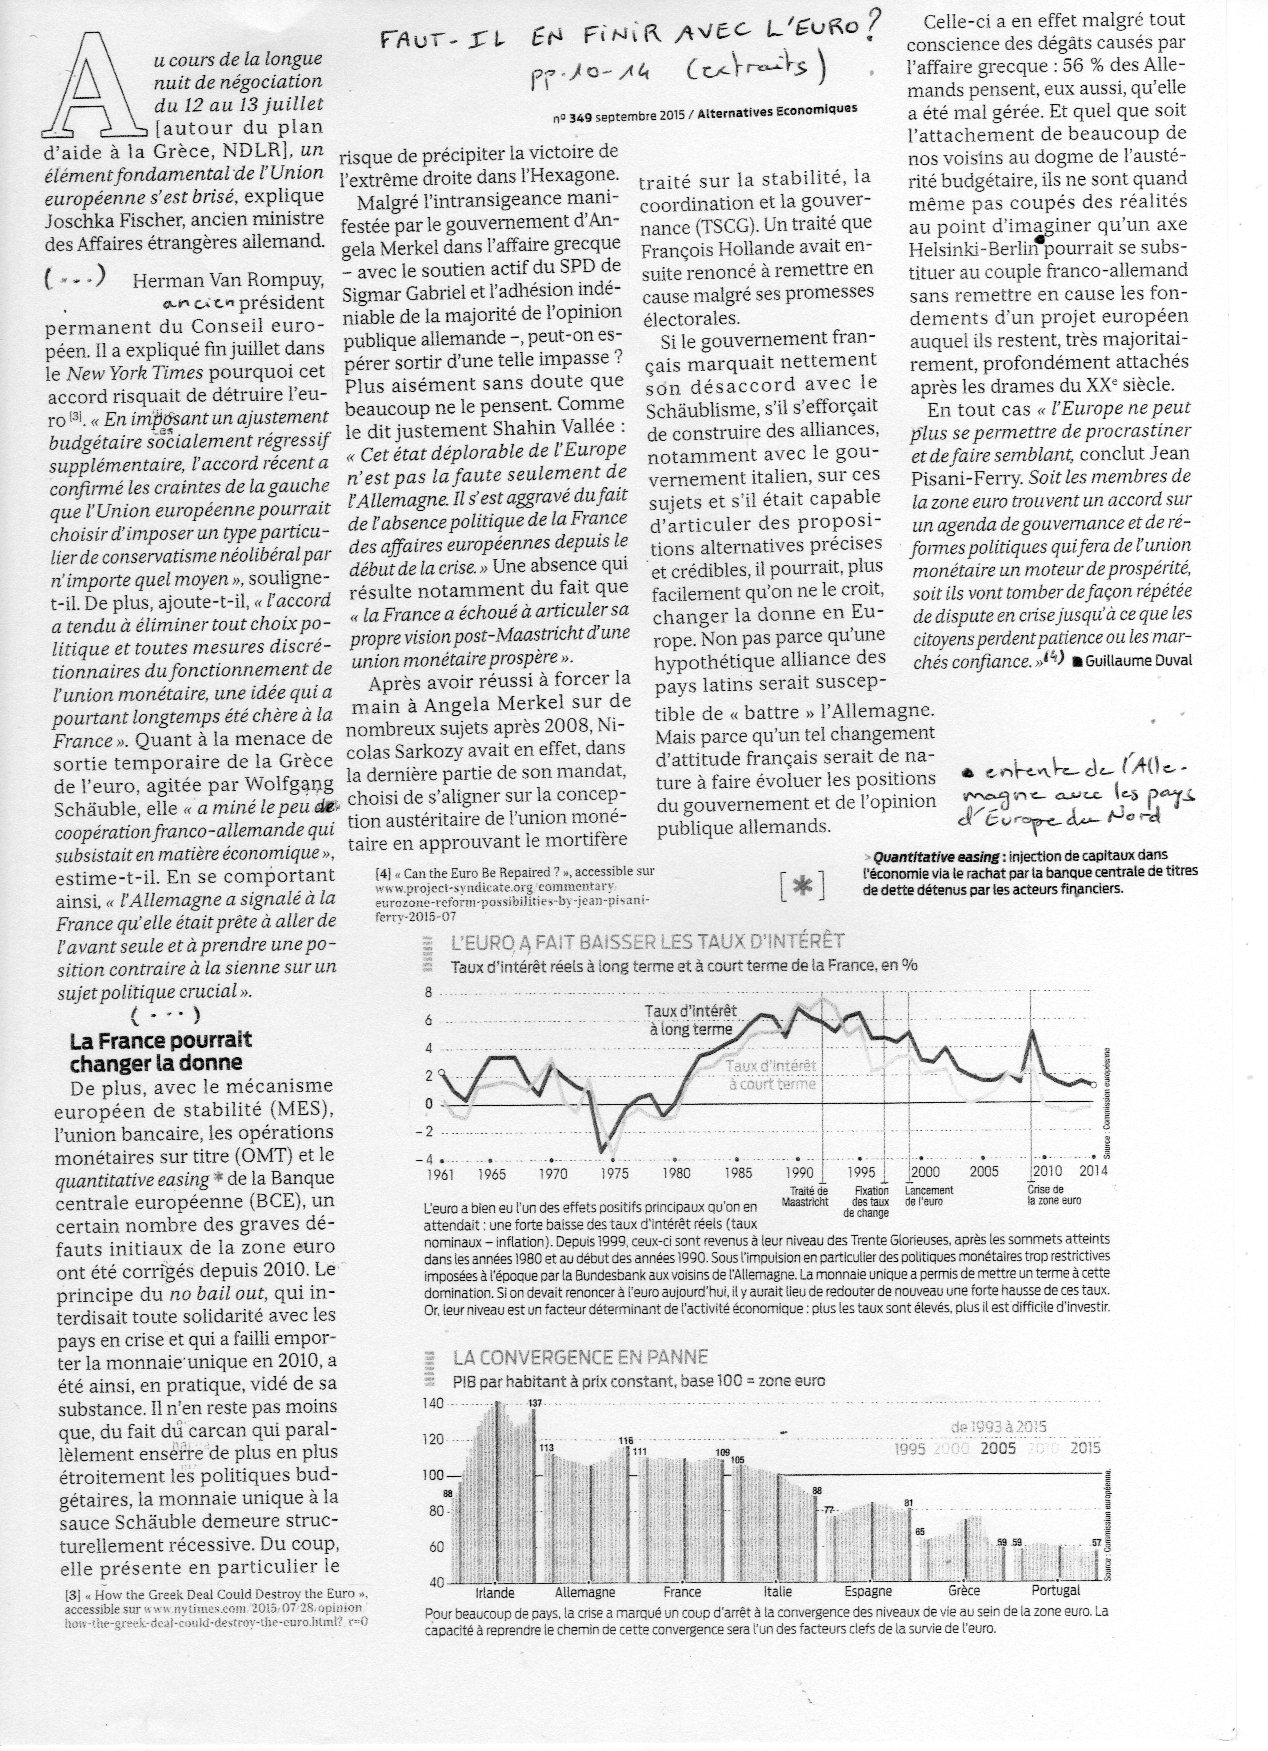 FAUT-IL EN FINIR AVEC L'EURO?
pp.10-14 (extraits)
nº 349 septembre 2015 / Alternatives Economiques
Au cours de la longue
nuit de négociation
du 12 au 13 juillet
[autour du plan
d'aide à la Grèce, NDLR], un
élément fondamental de l'Union
européenne s'est brisé, explique
Joschka Fischer, ancien ministre
des Affaires étrangères allemand.
(...) Herman Van Rompuy,
ancien président
permanent du Conseil euro-
péen. Il a expliqué fin juillet dans
le New York Times pourquoi cet
accord risquait de détruire l'eu-
ro [3]. « En imposant un ajustement
budgétaire socialement régressif
supplémentaire, l'accord récent a
confirmé les craintes de la gauche
que l'Union européenne pourrait
choisir d'imposer un type particu-
lier de conservatisme néolibéral par
n'importe quel moyen », souligne-
t-il. De plus, ajoute-t-il, « l'accord
a tendu à éliminer tout choix po-
litique et toutes mesures discré-
tionnaires du fonctionnement de
l'union monétaire, une idée qui a
pourtant longtemps été chère à la
France ». Quant à la menace de
sortie temporaire de la Grèce
de l'euro, agitée par Wolfgang
Schäuble, elle « a miné le peu de
coopération franco-allemande qui
subsistait en matière économique »,
estime-t-il. En se comportant
ainsi, « l'Allemagne a signalé à la
France qu'elle était prête à aller de
l'avant seule et à prendre une po-
sition contraire à la sienne sur un
sujet politique crucial ».
(...)
La France pourrait
changer la donne
De plus, avec le mécanisme
européen de stabilité (MES),
l'union bancaire, les opérations
monétaires sur titre (OMT) et le
quantitative easing * de la Banque
centrale européenne (BCE), un
certain nombre des graves dé-
fauts initiaux de la zone euro
ont été corrigés depuis 2010. Le
principe du no bail out, qui in-
terdisait toute solidarité avec les
pays en crise et qui a failli empor-
ter la monnaie unique en 2010, a
été ainsi, en pratique, vidé de sa
substance. Il n'en reste pas moins
que, du fait du carcan qui paral-
lèlement enserre de plus en plus
étroitement les politiques bud-
gétaires, la monnaie unique à la
sauce Schäuble demeure struc-
turellement récessive. Du coup,
elle présente en particulier le
[3] « How the Greek Deal Could Destroy the Euro »,
accessible sur www.nytimes.com/2015/07/28/opinion/
how-the-greek-deal-could-destroy-the-euro.html?_r=0
risque de précipiter la victoire de
l'extrême droite dans l'Hexagone.
Malgré l'intransigeance mani-
festée par le gouvernement d'An-
gela Merkel dans l'affaire grecque
– avec le soutien actif du SPD de
Sigmar Gabriel et l'adhésion indé-
niable de la majorité de l'opinion
publique allemande –, peut-on es-
pérer sortir d'une telle impasse ?
Plus aisément sans doute que
beaucoup ne le pensent. Comme
le dit justement Shahin Vallée :
« Cet état déplorable de l'Europe
n'est pas la faute seulement de
l'Allemagne. Il s'est aggravé du fait
de l'absence politique de la France
des affaires européennes depuis le
début de la crise. » Une absence qui
résulte notamment du fait que
« la France a échoué à articuler sa
propre vision post-Maastricht d'une
union monétaire prospère ».
Après avoir réussi à forcer la
main à Angela Merkel sur de
nombreux sujets après 2008, Ni-
colas Sarkozy avait en effet, dans
la dernière partie de son mandat,
choisi de s'aligner sur la concep-
tion austéritaire de l'union moné-
taire en approuvant le mortifère
[4] « Can the Euro Be Repaired ? », accessible sur
www.project-syndicate.org/commentary/
eurozone-reform-possibilities-by-jean-pisani-
ferry-2015-07
traité sur la stabilité, la
coordination et la gouver-
nance (TSCG). Un traité que
François Hollande avait en-
suite renoncé à remettre en
cause malgré ses promesses
électorales.
Si le gouvernement fran-
çais marquait nettement
son désaccord avec le
Schäublisme, s'il s'efforçait
de construire des alliances,
notamment avec le gou-
vernement italien, sur ces
sujets et s'il était capable
d'articuler des proposi-
tions alternatives précises
et crédibles, il pourrait, plus
facilement qu'on ne le croit,
changer la donne en Eu-
rope. Non pas parce qu'une
hypothétique alliance des
pays latins serait suscep-
tible de « battre » l'Allemagne.
Mais parce qu'un tel changement
d'attitude français serait de na-
ture à faire évoluer les positions
du gouvernement et de l'opinion
publique allemands.
Celle-ci a en effet malgré tout
conscience des dégâts causés par
l'affaire grecque : 56 % des Alle-
mands pensent, eux aussi, qu'elle
a été mal gérée. Et quel que soit
l'attachement de beaucoup de
nos voisins au dogme de l'austé-
rité budgétaire, ils ne sont quand
même pas coupés des réalités
au point d'imaginer qu'un axe
Helsinki-Berlin pourrait se subs-
tituer au couple franco-allemand
sans remettre en cause les fon-
dements d'un projet européen
auquel ils restent, très majoritai-
rement, profondément attachés
après les drames du XXe siècle.
En tout cas « l'Europe ne peut
plus se permettre de procrastiner
et de faire semblant, conclut Jean
Pisani-Ferry. Soit les membres de
la zone euro trouvent un accord sur
un agenda de gouvernance et de ré-
formes politiques qui fera de l'union
monétaire un moteur de prospérité,
soit ils vont tomber de façon répétée
de dispute en crise jusqu'à ce que les
citoyens perdent patience ou les mar-
chés confiance. » (4) ■ Guillaume Duval
• entente de l'Alle-
magne avec les pays
d'Europe du Nord
[*]
> Quantitative easing : injection de capitaux dans
l'économie via le rachat par la banque centrale de titres
de dette détenus par les acteurs financiers.
L'EURO A FAIT BAISSER LES TAUX D'INTÉRÊT
Taux d'intérêt réels à long terme et à court terme de la France, en %
8
6
4
2
0
-2
-4
Taux d'intérêt
à long terme
Taux d'intérêt
à court terme
1961 1965 1970 1975 1980 1985 1990 1995 2000 2005 2010 2014
Traité de
Maastricht
Fixation
des taux
de change
Lancement
de l'euro
Crise de
la zone euro
Source : Commission européenne
L'euro a bien eu l'un des effets positifs principaux qu'on en
attendait : une forte baisse des taux d'intérêt réels (taux
nominaux – inflation). Depuis 1999, ceux-ci sont revenus à leur niveau des Trente Glorieuses, après les sommets atteints
dans les années 1980 et au début des années 1990. Sous l'impulsion en particulier des politiques monétaires trop restrictives
imposées à l'époque par la Bundesbank aux voisins de l'Allemagne. La monnaie unique a permis de mettre un terme à cette
domination. Si on devait renoncer à l'euro aujourd'hui, il y aurait lieu de redouter de nouveau une forte hausse de ces taux.
Or, leur niveau est un facteur déterminant de l'activité économique : plus les taux sont élevés, plus il est difficile d'investir.
LA CONVERGENCE EN PANNE
PIB par habitant à prix constant, base 100 = zone euro
140
120
100
80
60
40
de 1993 à 2015
1995 2000 2005 2010 2015
88 137 113 116 111 109 105 88 77 81 65 59 59 57
Irlande Allemagne France Italie Espagne Grèce Portugal
Source : Commission européenne.
Pour beaucoup de pays, la crise a marqué un coup d'arrêt à la convergence des niveaux de vie au sein de la zone euro. La
capacité à reprendre le chemin de cette convergence sera l'un des facteurs clefs de la survie de l'euro.